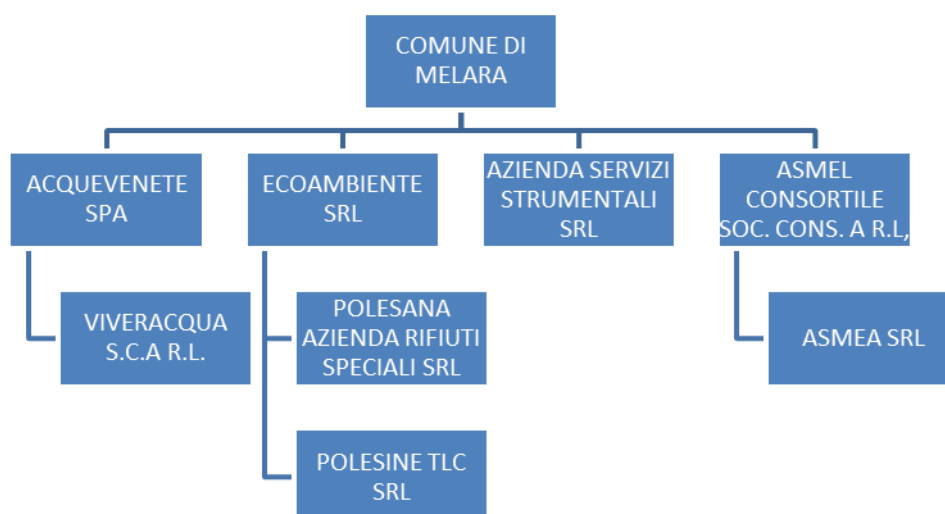 COMUNE DI
MELARA
ACQUEVENETE
SPA
ECOAMBIENTE
SRL
AZIENDA SERVIZI
STRUMENTALI
SRL
ASMEL
CONSORTILE
SOC. CONS. A R.L,
VIVERACQUA
S.C.A R.L.
POLESANA
AZIENDA RIFIUTI
SPECIALI SRL
ASMEA SRL
POLESINE TLC
SRL